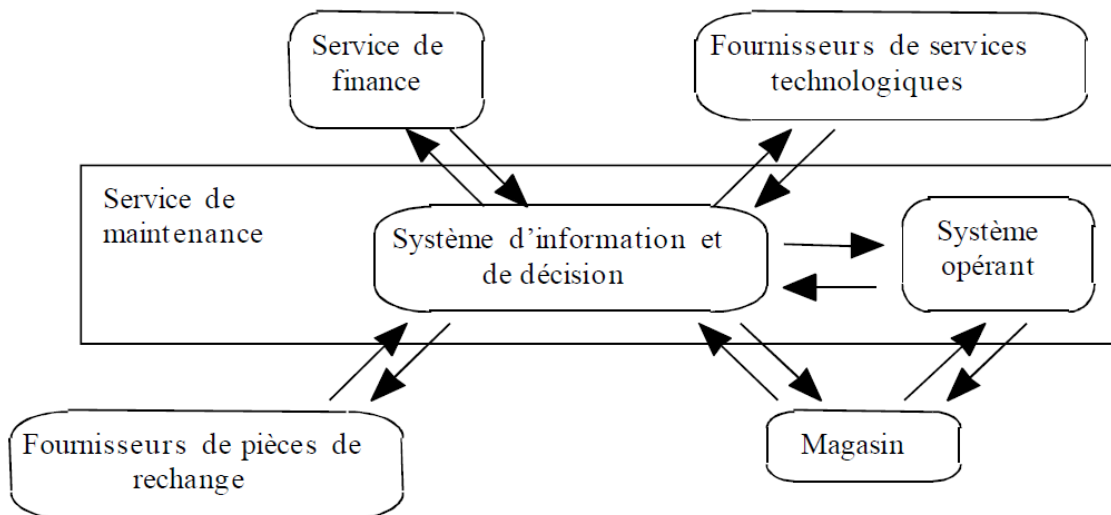 Service de
finance
Fournisseurs de services
technologiques
Service de
maintenance
Système d'information et
de décision
Système
opérant
Fournisseurs de pièces de
rechange
Magasin